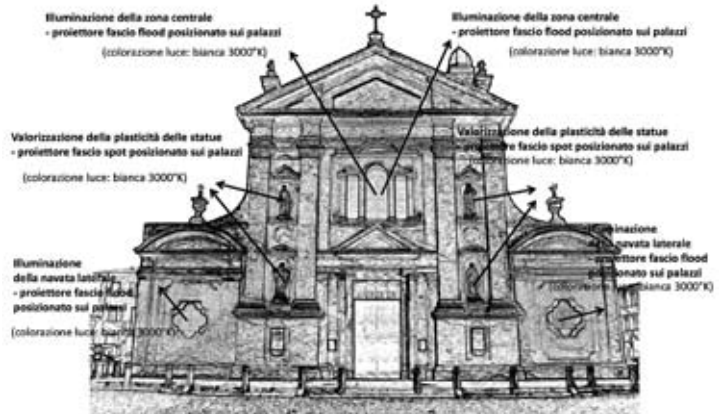 Illuminazione della zona centrale
- proiettore fascio flood posizionato sui palazzi
(colorazione luce: bianca 3000°K)
Illuminazione della zona centrale
- proiettore fascio flood posizionato sui palazzi
(colorazione luce: bianca 3000°K)
Valorizzazione della plasticità delle statue
- proiettore fascio spot posizionato sui palazzi
(colorazione luce: bianca 3000°K)
Valorizzazione della plasticità delle statue
- proiettore fascio spot posizionato sui palazzi
(colorazione luce: bianca 3000°K)
Illuminazione
della navata laterale
- proiettore fascio flood
posizionato sui palazzi
(colorazione luce: bianca 3000°K)
Illuminazione
della navata laterale
- proiettore fascio flood
posizionato sui palazzi
(colorazione luce: bianca 3000°K)